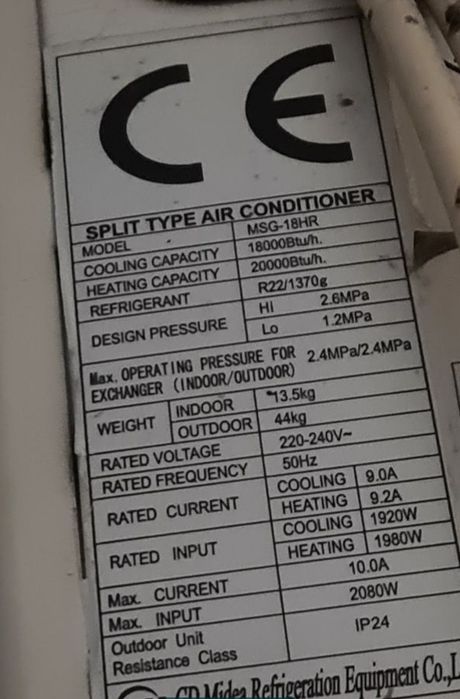 CE
SPLIT TYPE AIR CONDITIONER
MODEL MSG-18HR
COOLING CAPACITY 18000Btu/h.
HEATING CAPACITY 20000Btu/h.
REFRIGERANT R22/1370g
DESIGN PRESSURE HI 2.6MPa
Lo 1.2MPa
Max. OPERATING PRESSURE FOR
EXCHANGER (INDOOR/OUTDOOR) 2.4MPa/2.4MPa
WEIGHT INDOOR 13.5kg
OUTDOOR 44kg
RATED VOLTAGE 220-240V~
RATED FREQUENCY 50Hz
RATED CURRENT COOLING 9.0A
HEATING 9.2A
RATED INPUT COOLING 1920W
HEATING 1980W
Max. CURRENT 10.0A
Max. INPUT 2080W
Outdoor Unit
Resistance Class IP24
GD Midea Refrigeration Equipment Co.,L